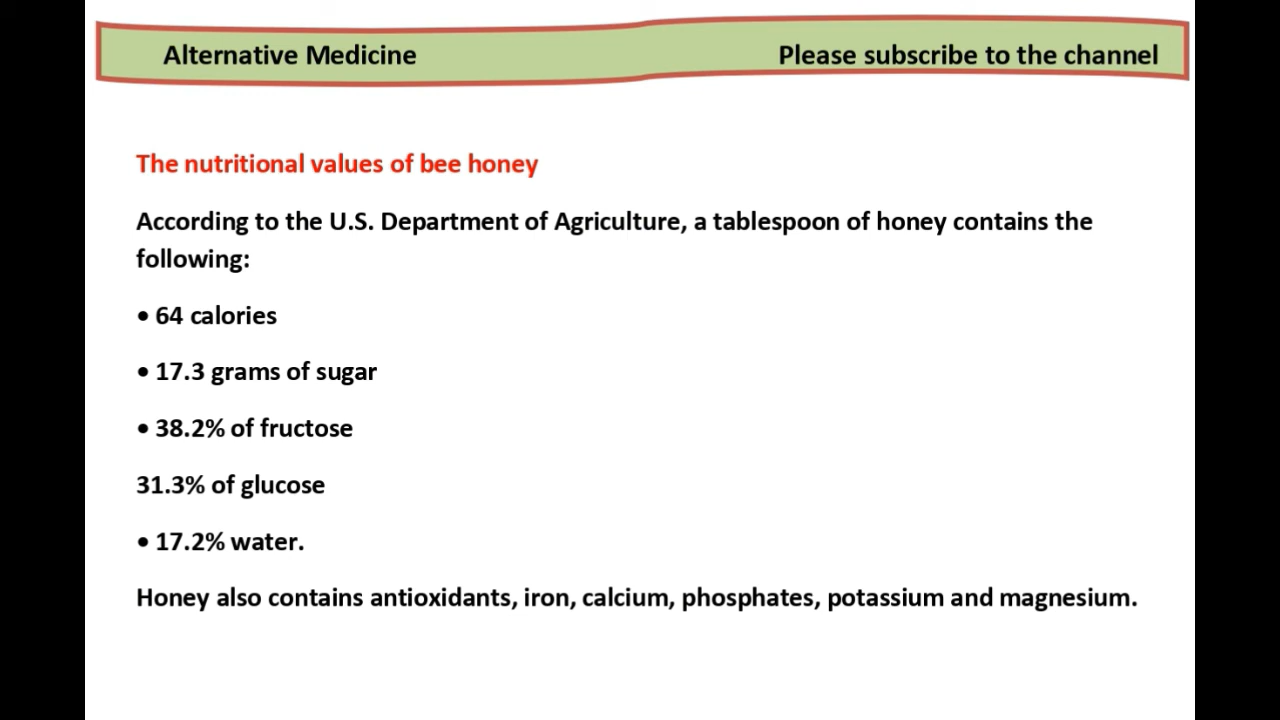 Alternative Medicine
Please subscribe to the channel
The nutritional values of bee honey
According to the U.S. Department of Agriculture, a tablespoon of honey contains the
following:
• 64 calories
• 17.3 grams of sugar
• 38.2% of fructose
31.3% of glucose
• 17.2% water.
Honey also contains antioxidants, iron, calcium, phosphates, potassium and magnesium.